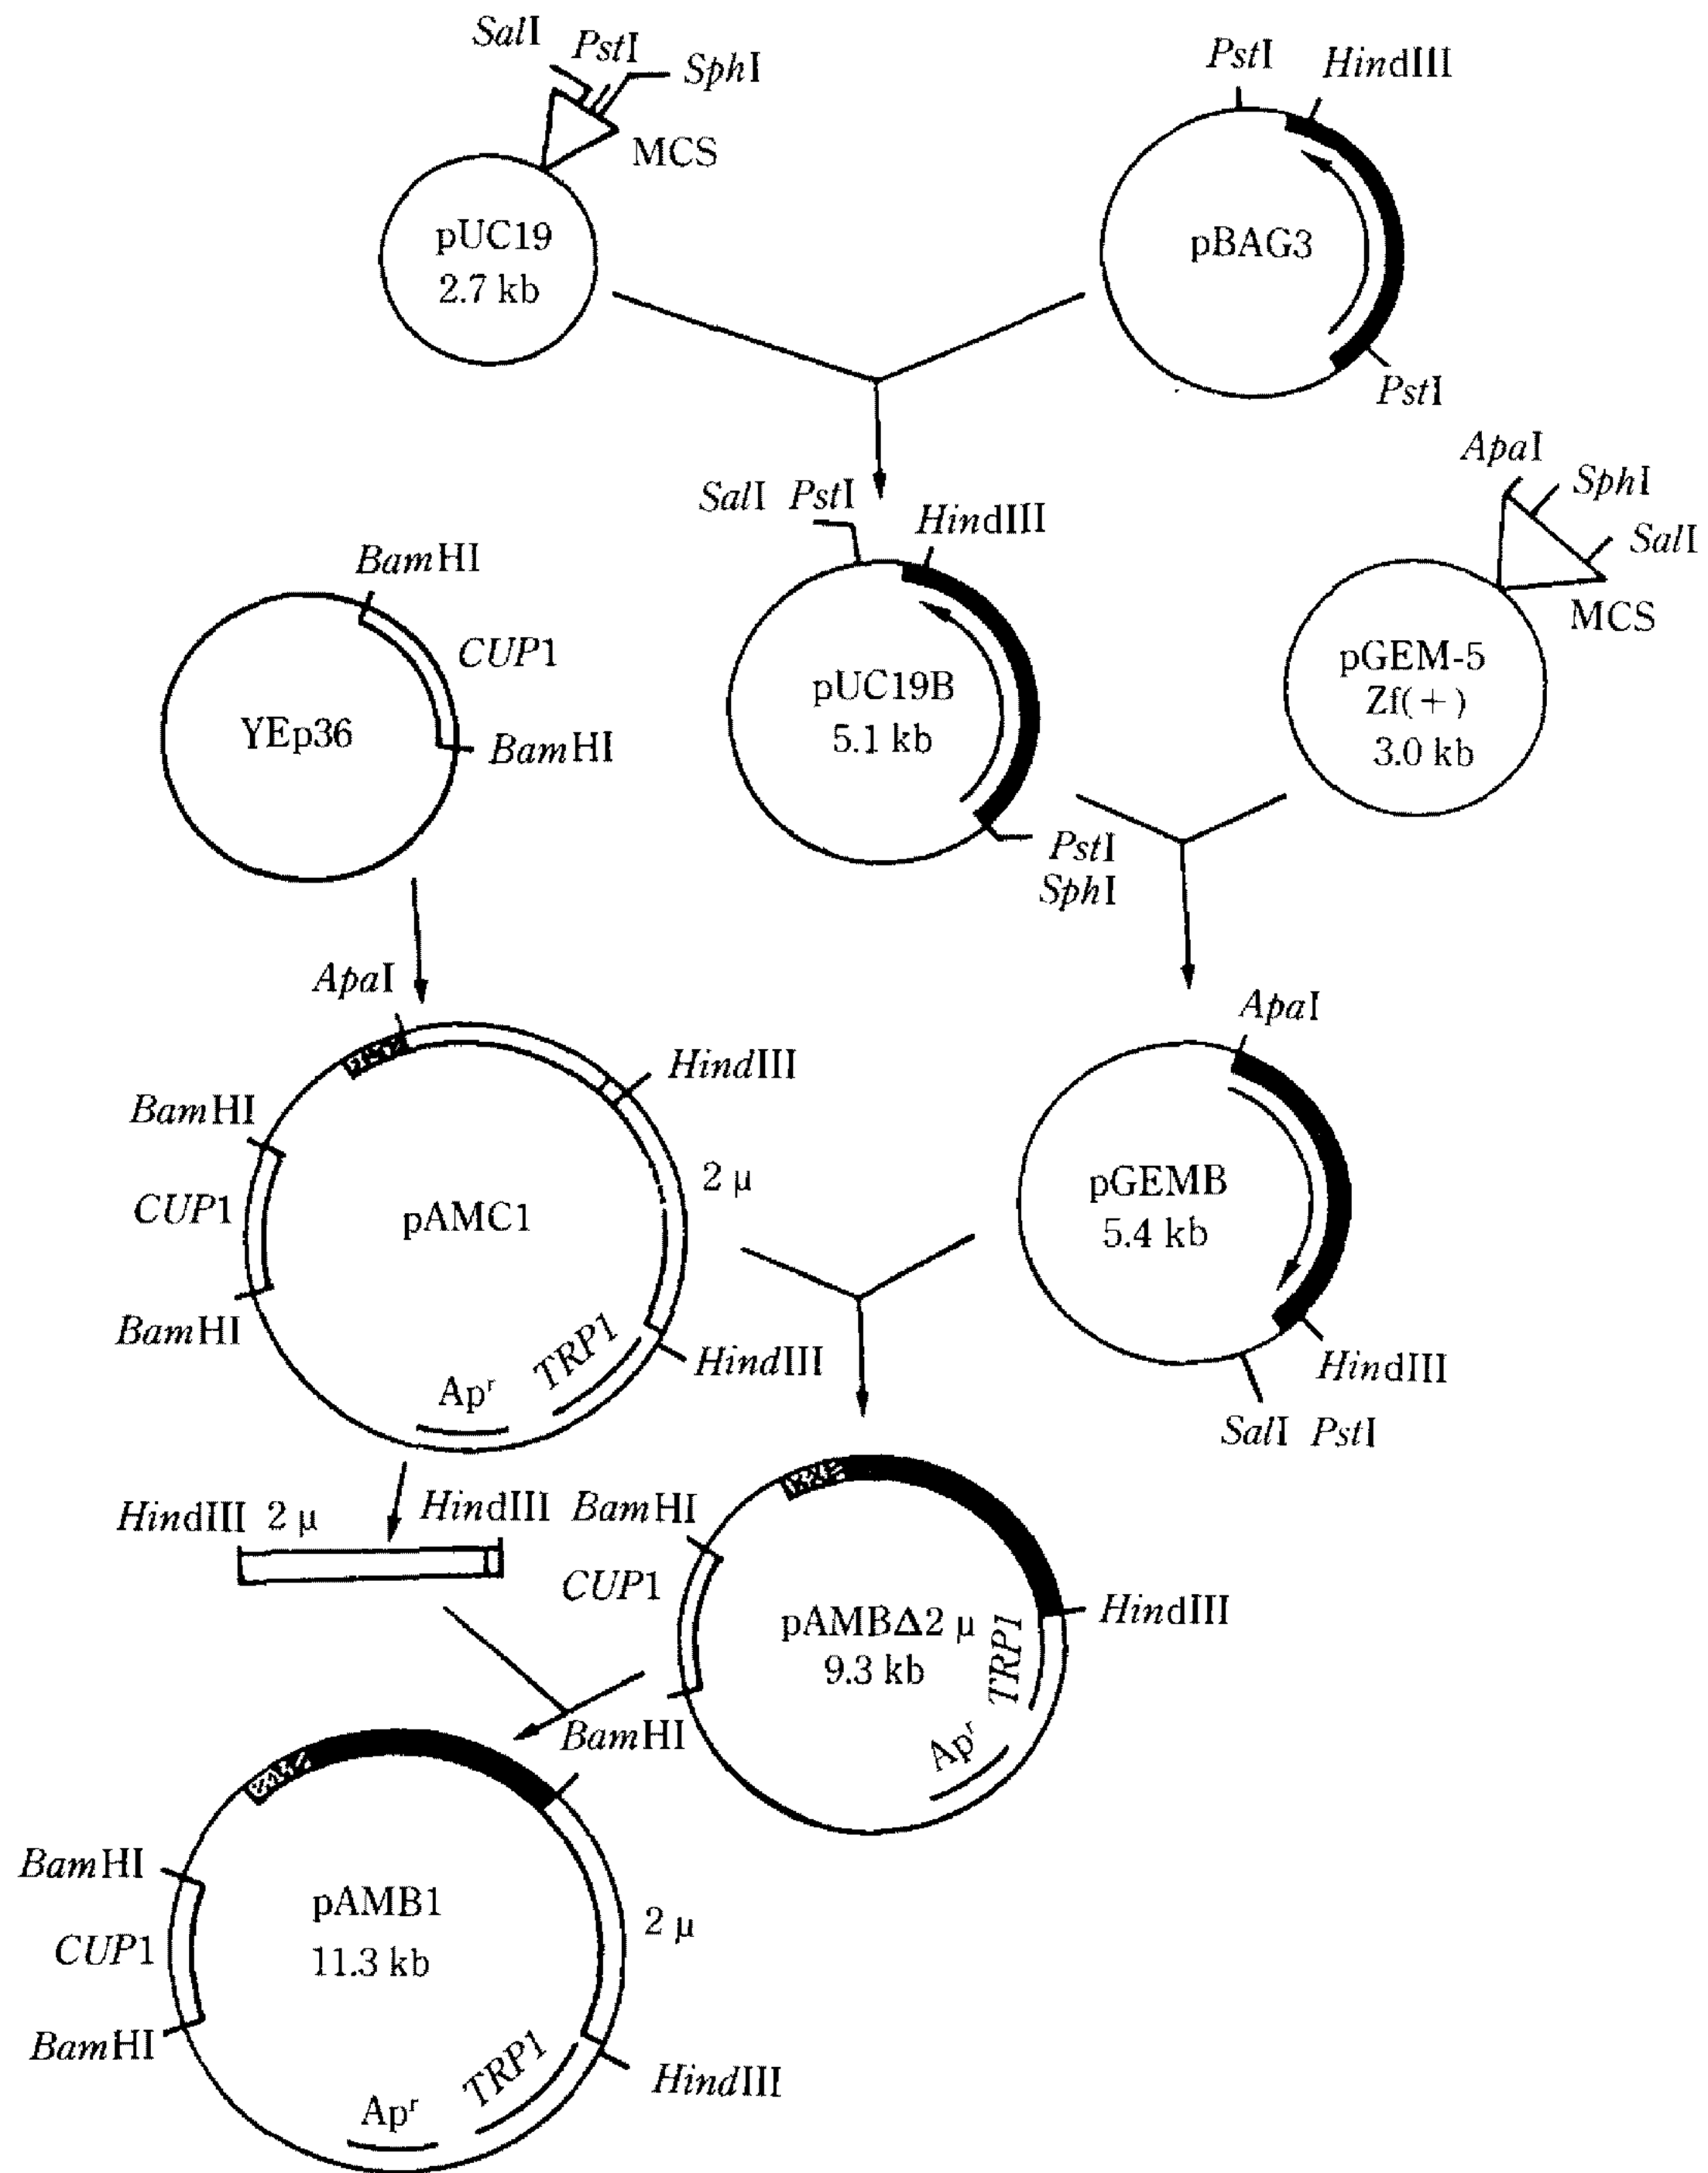 SalI
PstI
SphI
MCS
pUC19
2.7 kb
PstI
HindIII
pBAG3
PstI
SalI PstI
HindIII
pUC19B
5.1 kb
PstI
SphI
ApaI
SphI
SalI
MCS
pGEM-5
Zf(+)
3.0 kb
BamHI
CUP1
YEp36
BamHI
ApaI
HindIII
BamHI
CUP1
pAMC1
2 μ
BamHI
TRP1
Apr
HindIII
ApaI
pGEMB
5.4 kb
HindIII
SalI PstI
HindIII 2 μ HindIII
BamHI
CUP1
pAMBΔ2 μ
9.3 kb
HindIII
TRP1
Apr
BamHI
BamHI
CUP1
pAMB1
11.3 kb
2 μ
BamHI
TRP1
Apr
HindIII